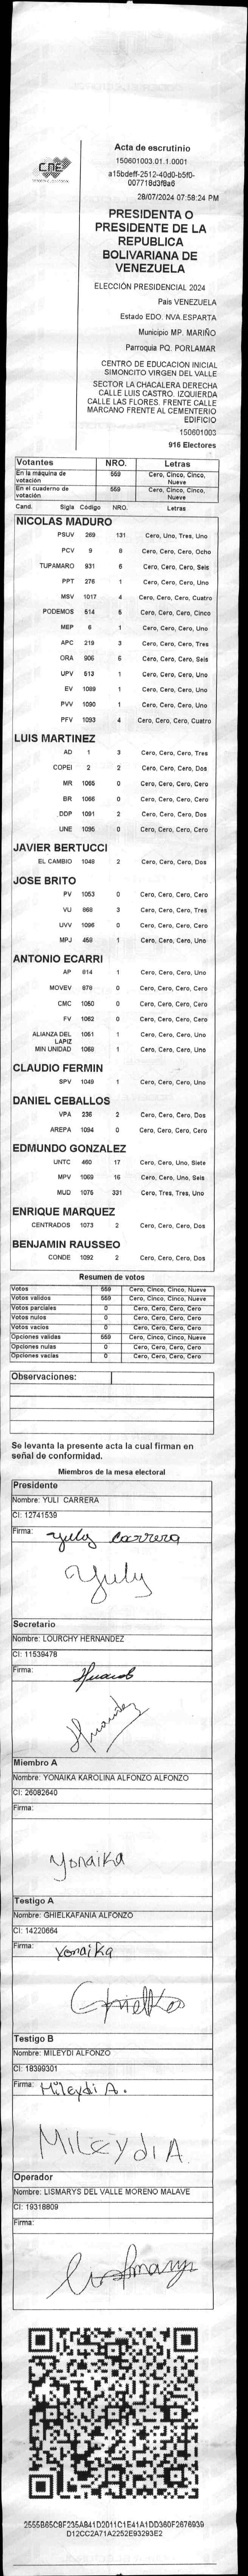 CNE
Acta de escrutinio
150601003.01.1.0001
a15bdeff-2512-40d0-b5f0-
007718d3f8a6
28/07/2024 07:58:24 PM
PRESIDENTA O
PRESIDENTE DE LA
REPUBLICA
BOLIVARIANA DE
VENEZUELA
ELECCIÓN PRESIDENCIAL 2024
País VENEZUELA
Estado EDO. NVA.ESPARTA
Municipio MP. MARIÑO
Parroquia PQ. PORLAMAR
CENTRO DE EDUCACION INICIAL
SIMONCITO VIRGEN DEL VALLE
SECTOR LA CHACALERA DERECHA
CALLE LUIS CASTRO. IZQUIERDA
CALLE LAS FLORES. FRENTE CALLE
MARCANO FRENTE AL CEMENTERIO
EDIFICIO
150601003
916 Electores
Votantes NRO. Letras
En la máquina de votación 559 Cero, Cinco, Cinco, Nueve
En el cuaderno de votación 559 Cero, Cinco, Cinco, Nueve
Cand. Sigla Código NRO. Letras
NICOLAS MADURO
PSUV 269 131 Cero, Uno, Tres, Uno
PCV 9 8 Cero, Cero, Cero, Ocho
TUPAMARO 931 6 Cero, Cero, Cero, Seis
PPT 276 1 Cero, Cero, Cero, Uno
MSV 1017 4 Cero, Cero, Cero, Cuatro
PODEMOS 514 5 Cero, Cero, Cero, Cinco
MEP 6 1 Cero, Cero, Cero, Uno
APC 219 3 Cero, Cero, Cero, Tres
ORA 906 6 Cero, Cero, Cero, Seis
UPV 513 1 Cero, Cero, Cero, Uno
EV 1089 1 Cero, Cero, Cero, Uno
PVV 1090 1 Cero, Cero, Cero, Uno
PFV 1093 4 Cero, Cero, Cero, Cuatro
LUIS MARTINEZ
AD 1 3 Cero, Cero, Cero, Tres
COPEI 2 2 Cero, Cero, Cero, Dos
MR 1065 0 Cero, Cero, Cero, Cero
BR 1066 0 Cero, Cero, Cero, Cero
DDP 1091 2 Cero, Cero, Cero, Dos
UNE 1095 0 Cero, Cero, Cero, Cero
JAVIER BERTUCCI
EL CAMBIO 1048 2 Cero, Cero, Cero, Dos
JOSE BRITO
PV 1053 0 Cero, Cero, Cero, Cero
VU 868 3 Cero, Cero, Cero, Tres
UVV 1096 0 Cero, Cero, Cero, Cero
MPJ 458 1 Cero, Cero, Cero, Uno
ANTONIO ECARRI
AP 814 1 Cero, Cero, Cero, Uno
MOVEV 878 0 Cero, Cero, Cero, Cero
CMC 1050 0 Cero, Cero, Cero, Cero
FV 1062 0 Cero, Cero, Cero, Cero
ALIANZA DEL LAPIZ 1051 1 Cero, Cero, Cero, Uno
MIN UNIDAD 1068 1 Cero, Cero, Cero, Uno
CLAUDIO FERMIN
SPV 1049 1 Cero, Cero, Cero, Uno
DANIEL CEBALLOS
VPA 236 2 Cero, Cero, Cero, Dos
AREPA 1094 0 Cero, Cero, Cero, Cero
EDMUNDO GONZALEZ
UNTC 460 17 Cero, Cero, Uno, Siete
MPV 1069 16 Cero, Cero, Uno, Seis
MUD 1075 331 Cero, Tres, Tres, Uno
ENRIQUE MARQUEZ
CENTRADOS 1073 2 Cero, Cero, Cero, Dos
BENJAMIN RAUSSEO
CONDE 1092 2 Cero, Cero, Cero, Dos
Resumen de votos
Votos 559 Cero, Cinco, Cinco, Nueve
Votos validos 559 Cero, Cinco, Cinco, Nueve
Votos parciales 0 Cero, Cero, Cero, Cero
Votos nulos 0 Cero, Cero, Cero, Cero
Votos vacios 0 Cero, Cero, Cero, Cero
Opciones validas 559 Cero, Cinco, Cinco, Nueve
Opciones nulas 0 Cero, Cero, Cero, Cero
Opciones vacias 0 Cero, Cero, Cero, Cero
Observaciones:
Se levanta la presente acta la cual firman en
señal de conformidad.
Miembros de la mesa electoral
Presidente
Nombre: YULI CARRERA
CI: 12741539
Firma: Yuly Carrera
Yuly
Secretario
Nombre: LOURCHY HERNANDEZ
CI: 11539478
Firma:
Miembro A
Nombre: YONAIKA KAROLINA ALFONZO ALFONZO
CI: 26082640
Firma:
Yonaika
Testigo A
Nombre: GHIELKAFANIA ALFONZO
CI: 14220664
Firma: Yonaika
Testigo B
Nombre: MILEYDI ALFONZO
CI: 18399301
Firma: Mileydi A.
MILEYDI A
Operador
Nombre: LISMARYS DEL VALLE MORENO MALAVE
CI: 19318809
Firma:
2555B65C8F235A841D2011C1E41A1DD360F2676939
D12CC2A71A2252E93293E2